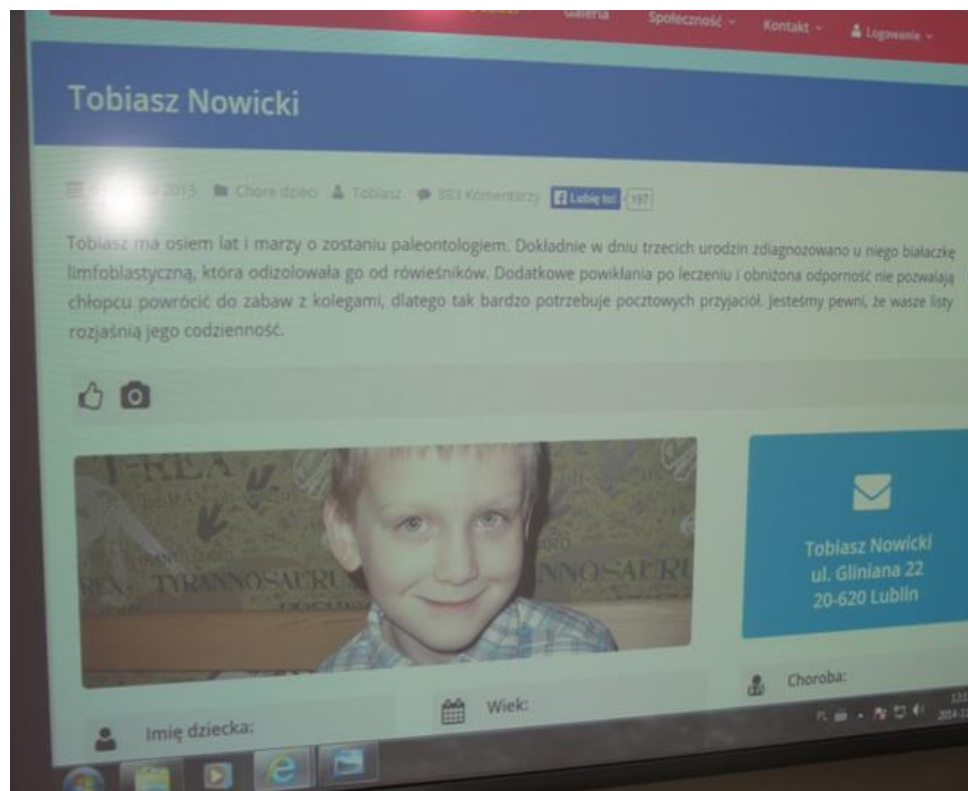 Galeria Społeczność Kontakt Logowanie
Tobiasz Nowicki
2013 Chore dzieci Tobiasz 883 Komentarzy Lubię to! 197
Tobiasz ma osiem lat i marzy o zostaniu paleontologiem. Dokładnie w dniu trzecich urodzin zdiagnozowano u niego białaczkę
limfoblastyczną, która odizolowała go od rówieśników. Dodatkowe powikłania po leczeniu i obniżona odporność nie pozwalają
chłopcu powrócić do zabaw z kolegami, dlatego tak bardzo potrzebuje pocztowych przyjaciół. Jesteśmy pewni, że wasze listy
rozjaśnią jego codzienność.
T-REX
TYRANNOSAURU
Tobiasz Nowicki
ul. Gliniana 22
20-620 Lublin
Imię dziecka:
Wiek:
Choroba:
PL